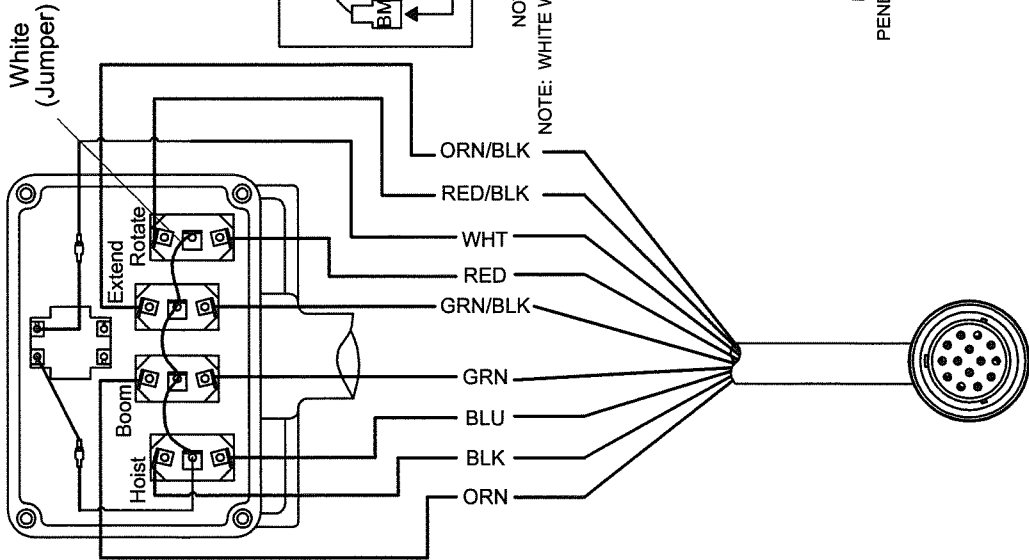 White
(Jumper)
BM
NO
NOTE: WHITE W
PENE
Rotate
Extend
Boom
Hoist
ORN/BLK
RED/BLK
WHT
RED
GRN/BLK
GRN
BLU
BLK
ORN